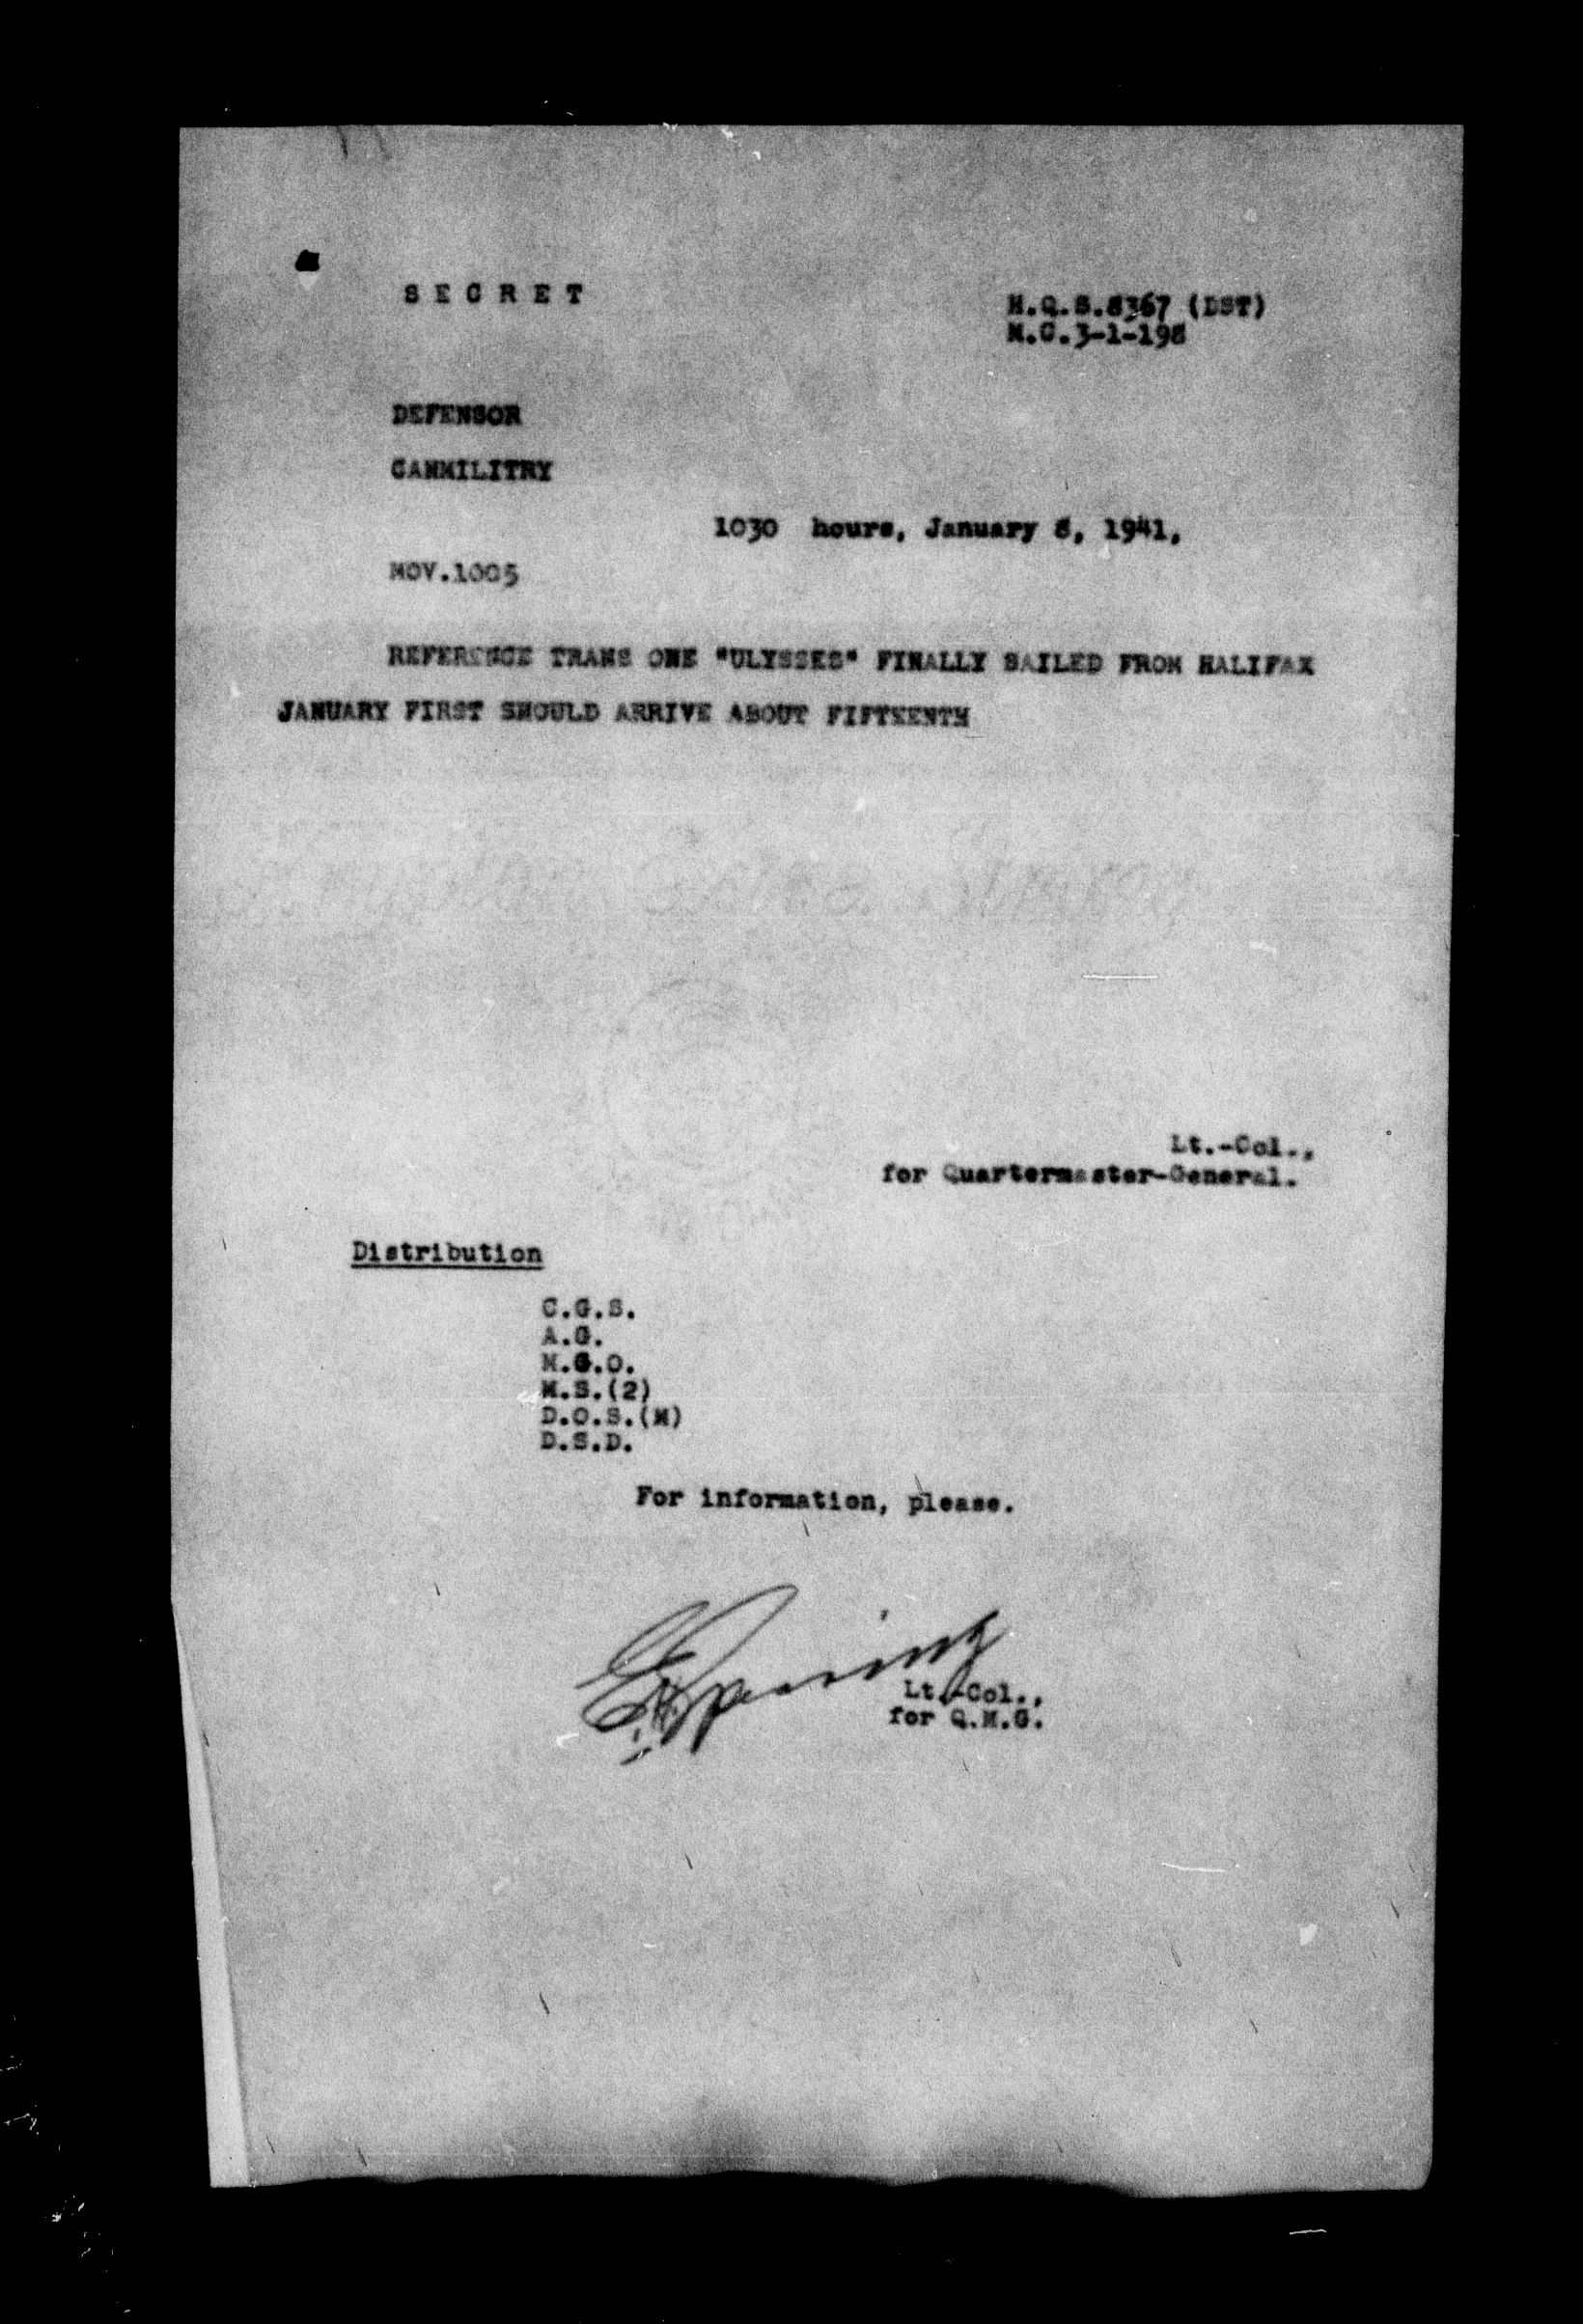 SECRET
H.Q.S.8367 (DST)
M.C.3-1-198
DEFENSOR
CANMILITRY
1030 hours, January 8, 1941.
MOV.1005
REFERENCE TRANS ONE "ULYSSES" FINALLY SAILED FROM HALIFAX
JANUARY FIRST SHOULD ARRIVE ABOUT FIFTEENTH
Lt.-Col.,
for Quartermaster-General.
Distribution
C.G.S.
A.G.
M.G.O.
M.S.(2)
D.O.S.(M)
D.S.D.
For information, please.
Lt.-Col.,
for Q.M.G.